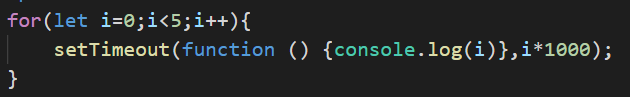 for(let i=0;i<5;i++){
    setTimeout(function () {console.log(i)},i*1000);
}